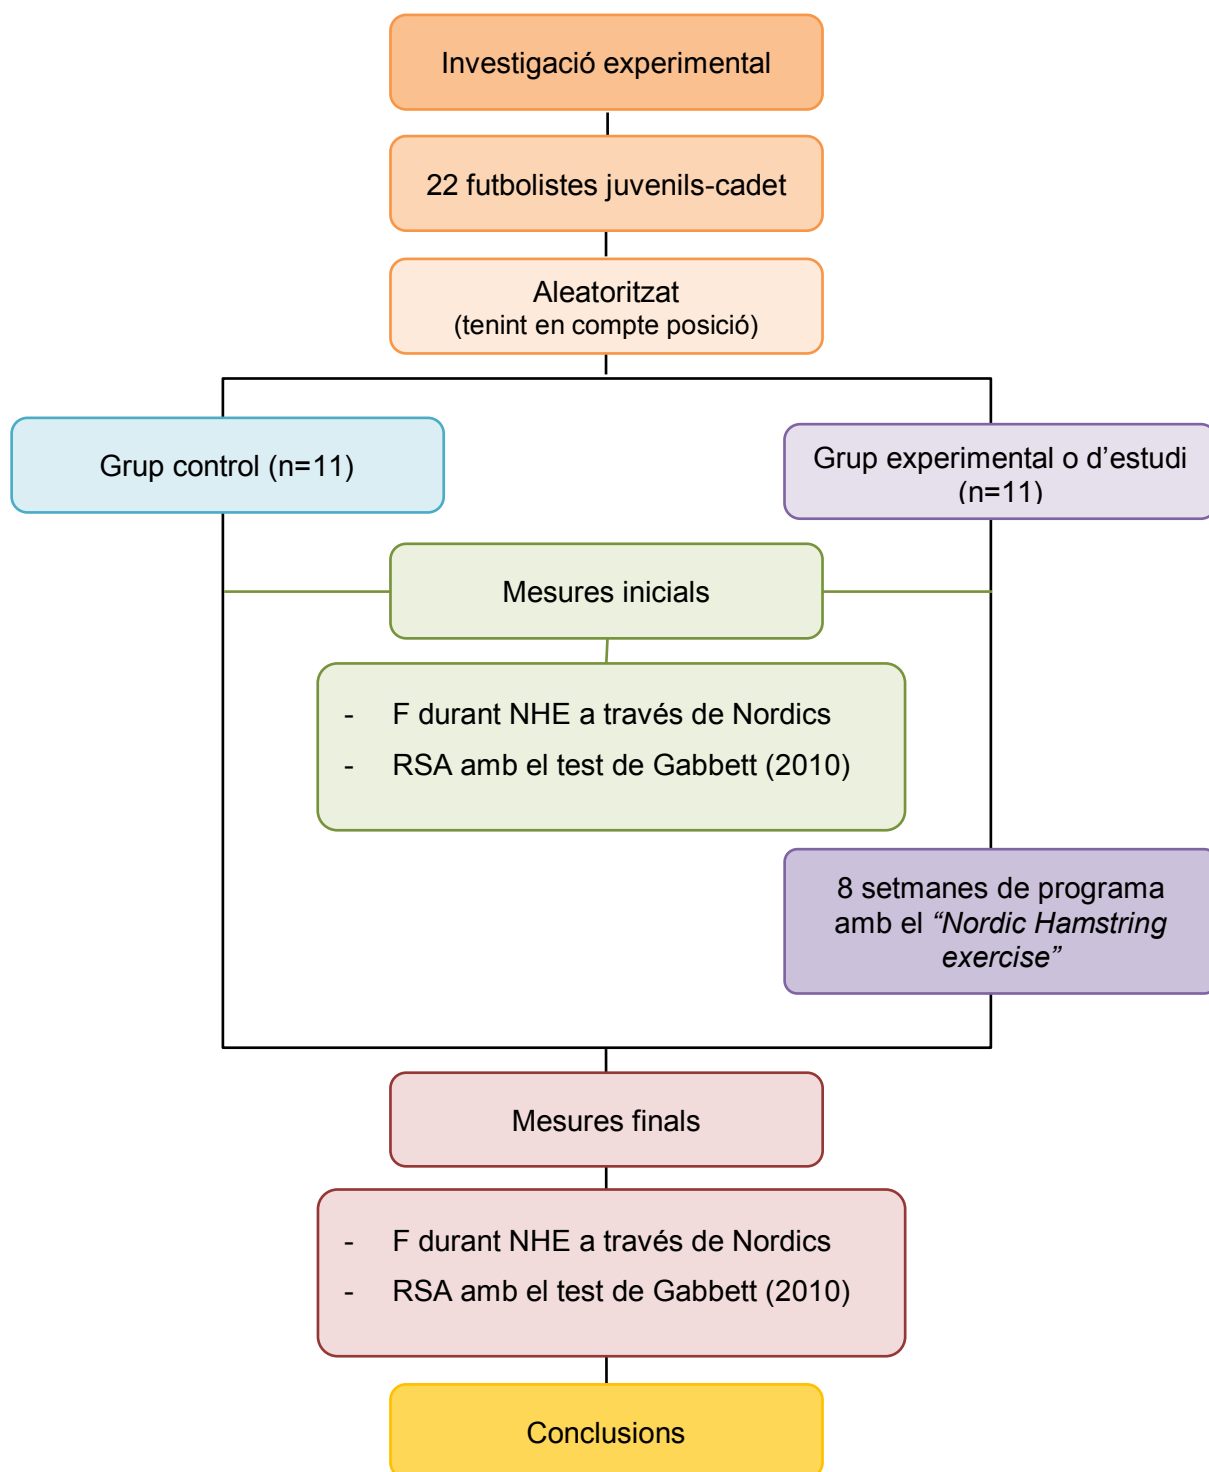 Investigació experimental
22 futbolistes juvenils-cadet
Aleatoritzat
(tenint en compte posició)
Grup control (n=11)
Grup experimental o d’estudi
(n=11)
Mesures inicials
- F durant NHE a través de Nordics
- RSA amb el test de Gabbett (2010)
8 setmanes de programa
amb el “Nordic Hamstring
exercise”
Mesures finals
- F durant NHE a través de Nordics
- RSA amb el test de Gabbett (2010)
Conclusions